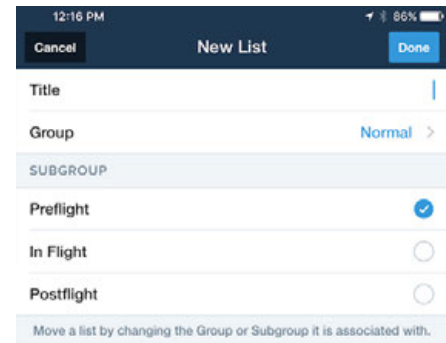 12:16 PM 86%
Cancel New List Done
Title
Group Normal >
SUBGROUP
Preflight
In Flight
Postflight
Move a list by changing the Group or Subgroup it is associated with.